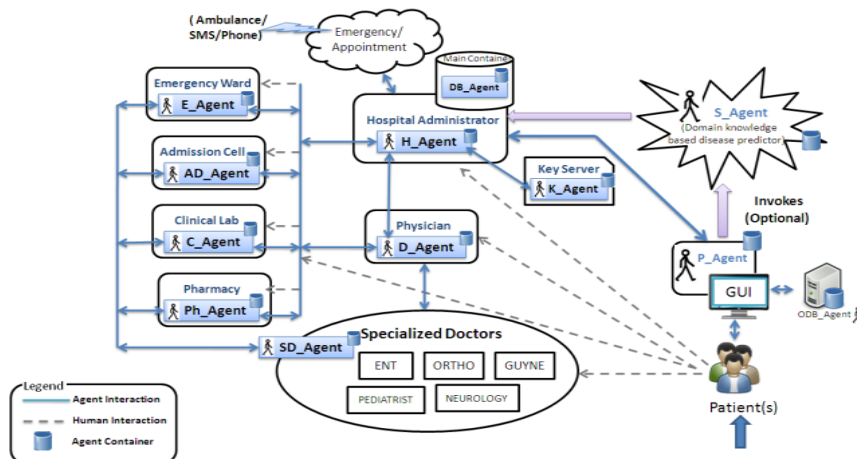 ( Ambulance/
SMS/Phone)
Emergency/
Appointment
Main Container
DB_Agent
Emergency Ward
E_Agent
Hospital Administrator
H_Agent
S_Agent
(Domain knowledge
based disease predictor)
Admission Cell
AD_Agent
Key Server
K_Agent
Invokes
(Optional)
Clinical Lab
C_Agent
Physician
D_Agent
P_Agent
GUI
ODB_Agent
Pharmacy
Ph_Agent
SD_Agent
Specialized Doctors
ENT
ORTHO
GUYNE
PEDIATRIST
NEUROLOGY
Patient(s)
Legend
Agent Interaction
Human Interaction
Agent Container